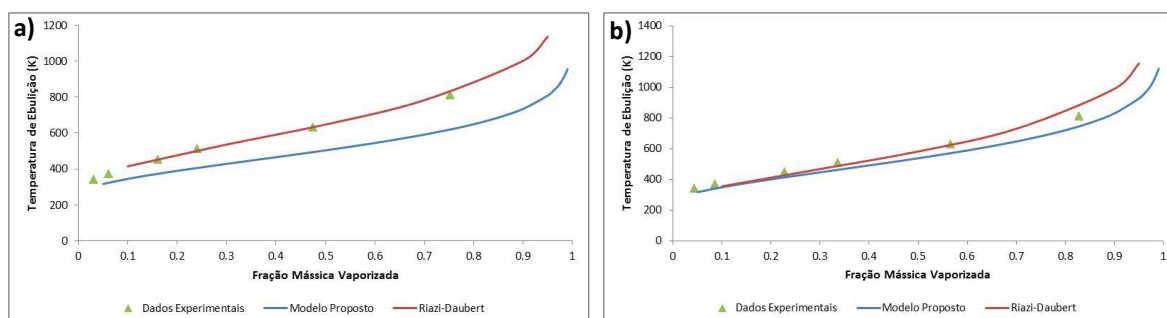 a)
Temperatura de Ebulição (K)
1200
1000
800
600
400
200
0
0 0.1 0.2 0.3 0.4 0.5 0.6 0.7 0.8 0.9 1
Fração Mássica Vaporizada
Dados Experimentais Modelo Proposto Riazi-Daubert
b)
Temperatura de Ebulição (K)
1400
1200
1000
800
600
400
200
0
0 0.1 0.2 0.3 0.4 0.5 0.6 0.7 0.8 0.9 1
Fração Mássica Vaporizada
Dados Experimentais Modelo Proposto Riazi-Daubert